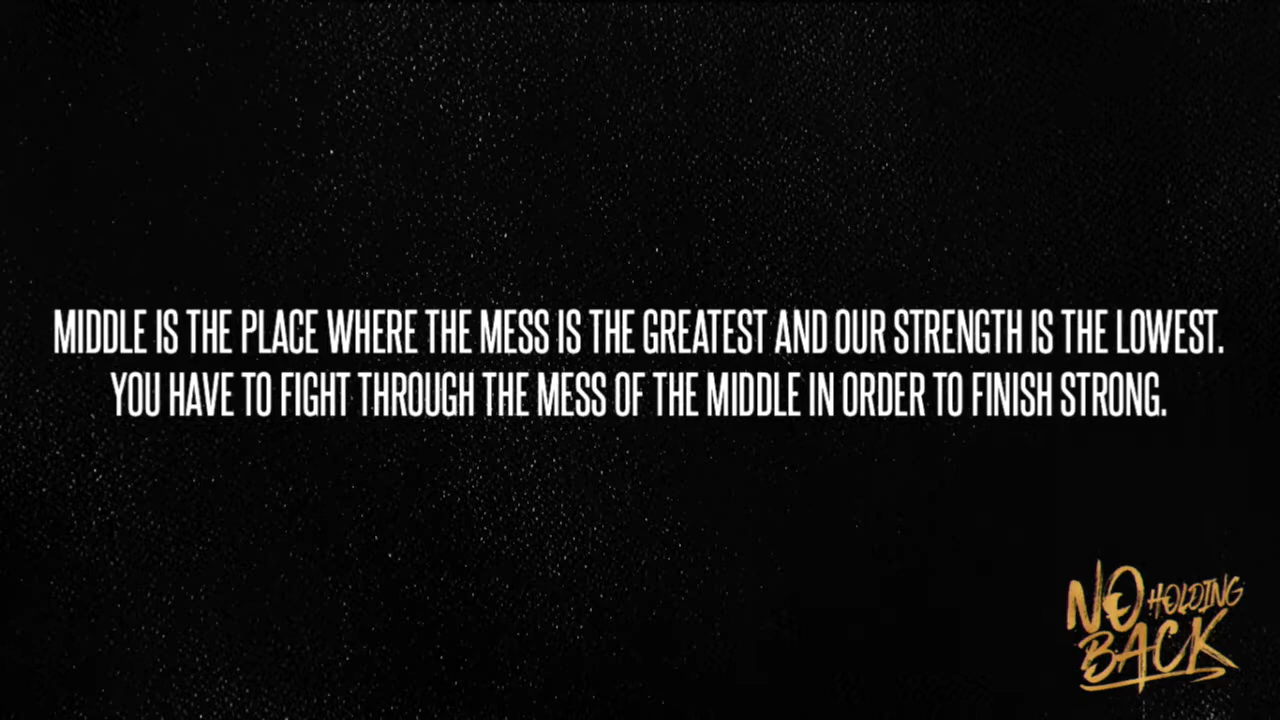 MIDDLE IS THE PLACE WHERE THE MESS IS THE GREATEST AND OUR STRENGTH IS THE LOWEST.
YOU HAVE TO FIGHT THROUGH THE MESS OF THE MIDDLE IN ORDER TO FINISH STRONG.
NO HOLDING
BACK